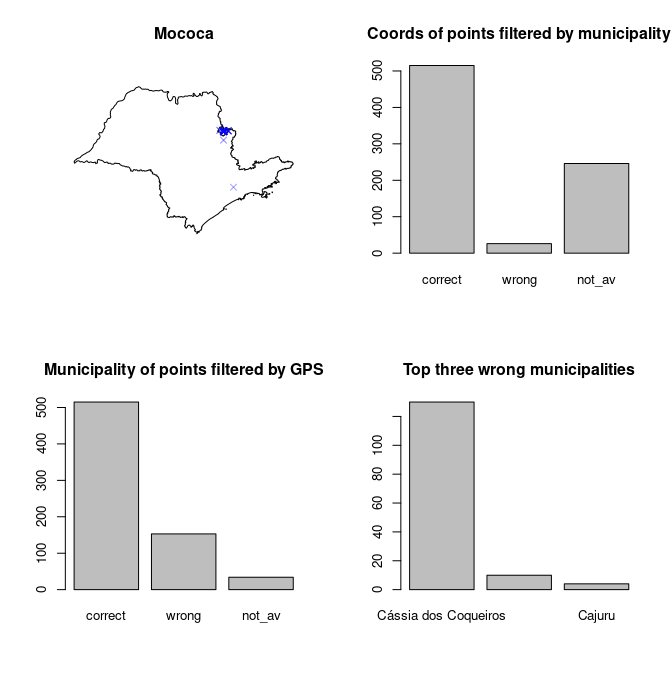 Mococa
Coords of points filtered by municipality
500
400
300
200
100
0
correct wrong not_av
Municipality of points filtered by GPS
500
400
300
200
100
0
correct wrong not_av
Top three wrong municipalities
100
80
60
40
20
0
Cássia dos Coqueiros Cajuru